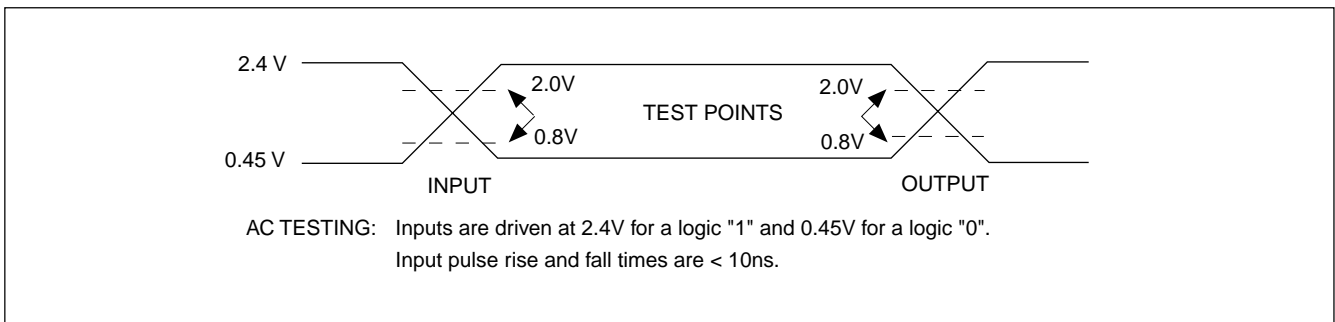 2.4 V
2.0V
2.0V
TEST POINTS
0.8V
0.8V
0.45 V
INPUT
OUTPUT
AC TESTING: Inputs are driven at 2.4V for a logic "1" and 0.45V for a logic "0".
Input pulse rise and fall times are < 10ns.